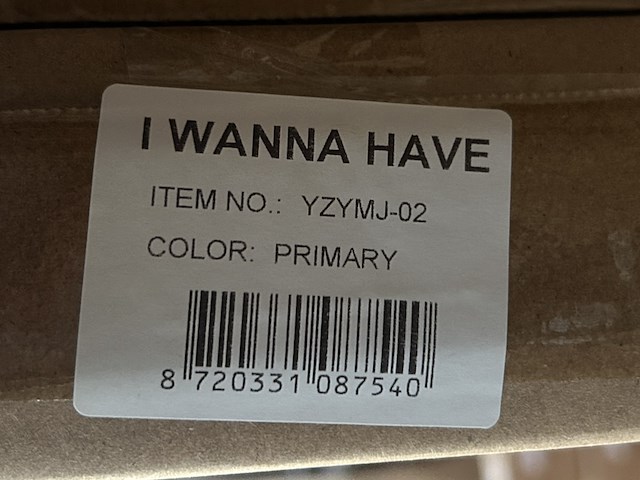 I WANNA HAVE
ITEM NO.: YZYMJ-02
COLOR: PRIMARY
8 720331 087540